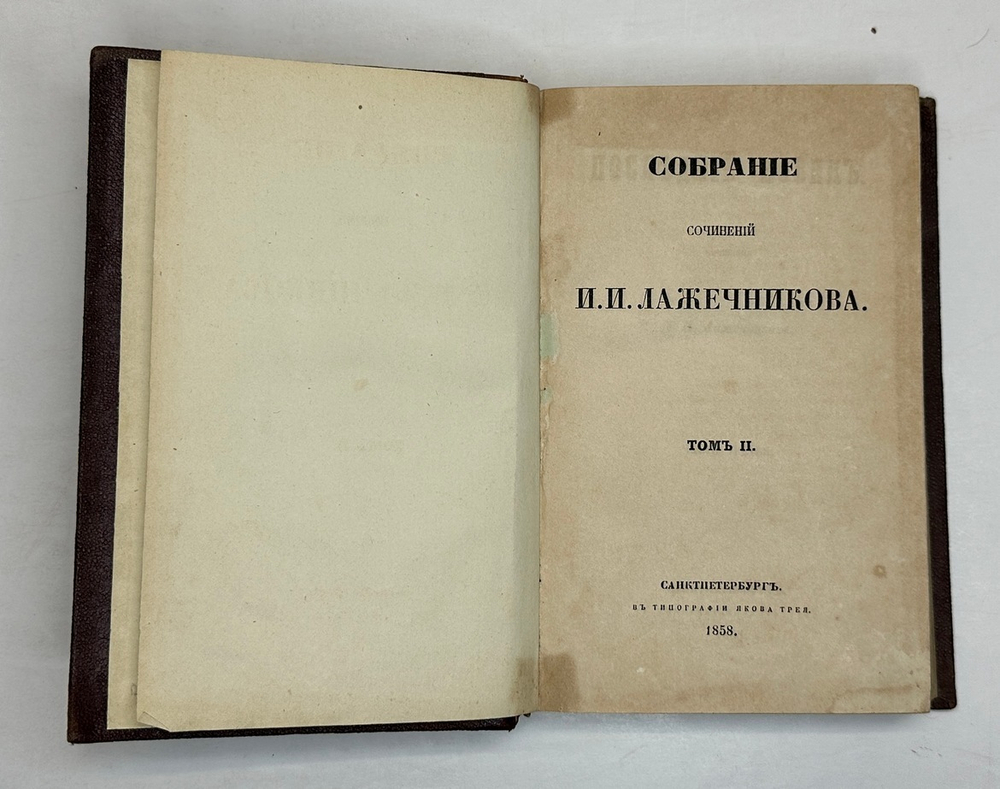 СОБРАНІЕ
СОЧИНЕНІЙ
И. И. ЛАЖЕЧНИКОВА.
ТОМЪ II.
САНКТПЕТЕРБУРГЪ.
ВЪ ТИПОГРАФІИ ЯКОВА ТРЕЯ.
1858.